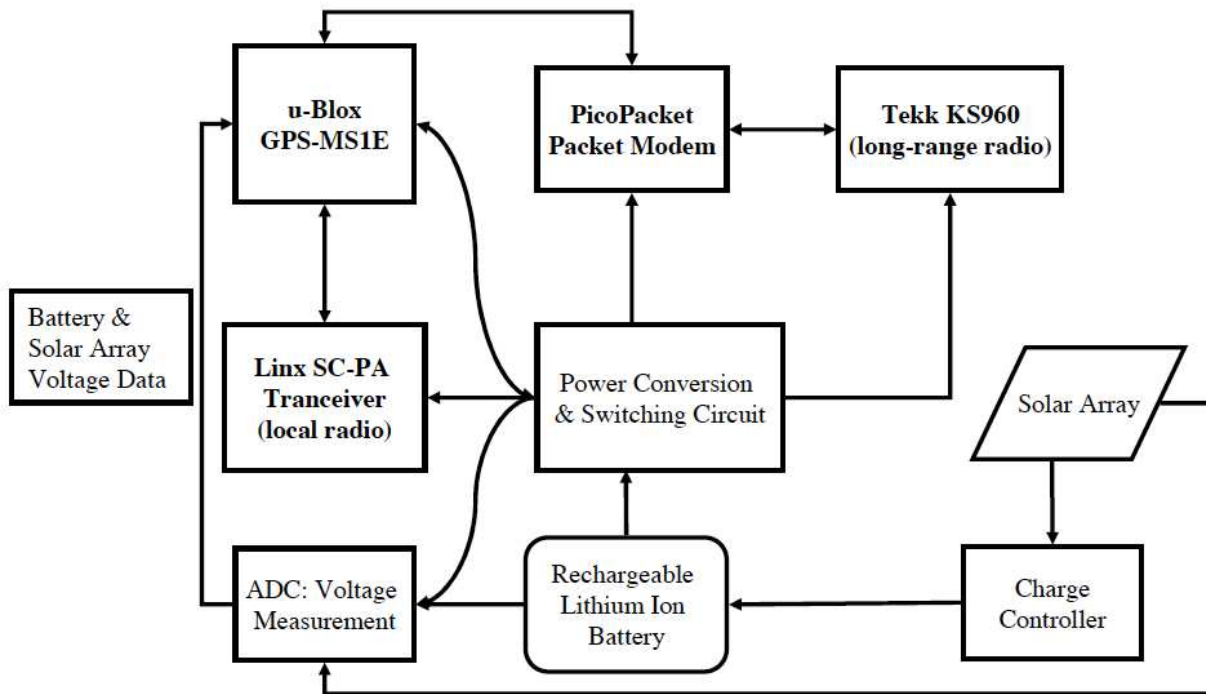 u-Blox
GPS-MS1E
PicoPacket
Packet Modem
Tekk KS960
(long-range radio)
Battery &
Solar Array
Voltage Data
Linx SC-PA
Tranceiver
(local radio)
Power Conversion
& Switching Circuit
Solar Array
ADC: Voltage
Measurement
Rechargeable
Lithium Ion
Battery
Charge
Controller